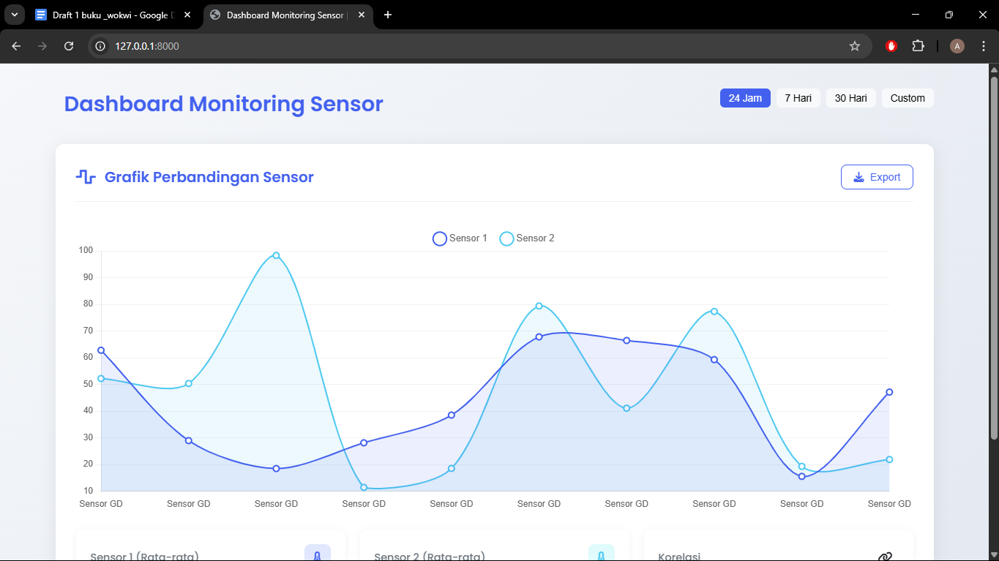 Draft 1 buku _wokwi - Google D
Dashboard Monitoring Sensor |
127.0.0.1:8000
A
Dashboard Monitoring Sensor
24 Jam
7 Hari
30 Hari
Custom
Grafik Perbandingan Sensor
Export
Sensor 1
Sensor 2
100
90
80
70
60
50
40
30
20
10
Sensor GD
Sensor GD
Sensor GD
Sensor GD
Sensor GD
Sensor GD
Sensor GD
Sensor GD
Sensor GD
Sensor GD
Sensor 1 (Rata-rata)
Sensor 2 (Rata-rata)
Korelasi